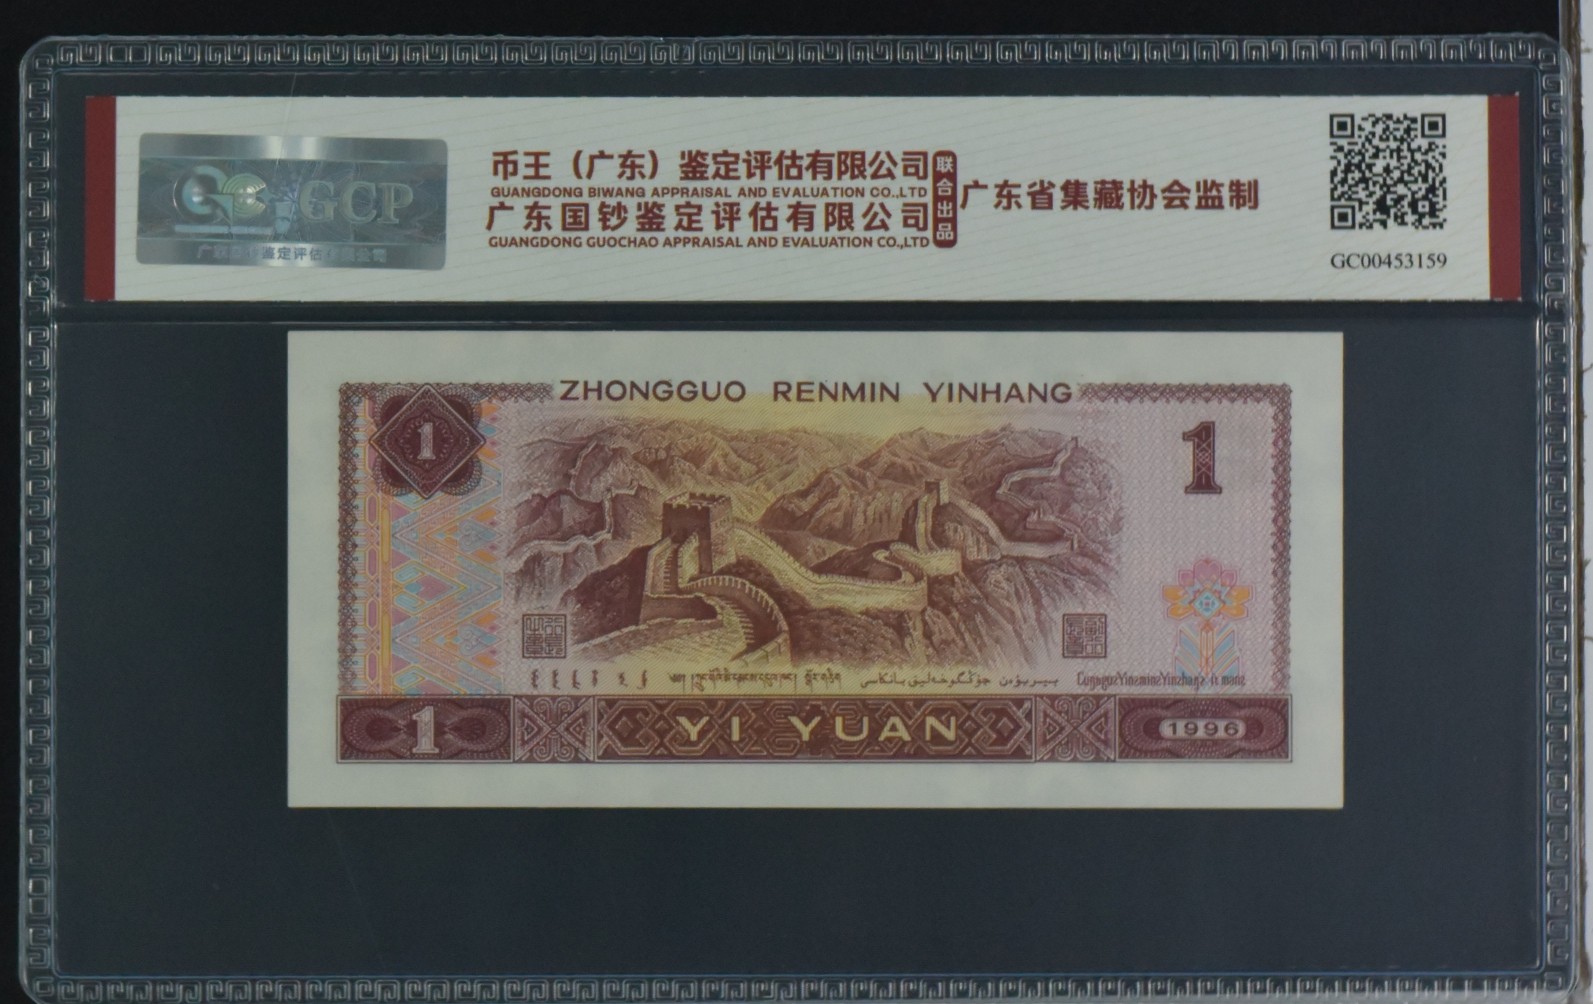 GCP
币王（广东）鉴定评估有限公司
GUANGDONG BIWANG APPRAISAL AND EVALUATION CO.,LTD
广东国钞鉴定评估有限公司
GUANGDONG GUOCHAO APPRAISAL AND EVALUATION CO.,LTD
联合出品
广东省集藏协会监制
GC00453159
ZHONGGUO RENMIN YINHANG
1
1
1
YI YUAN
1996